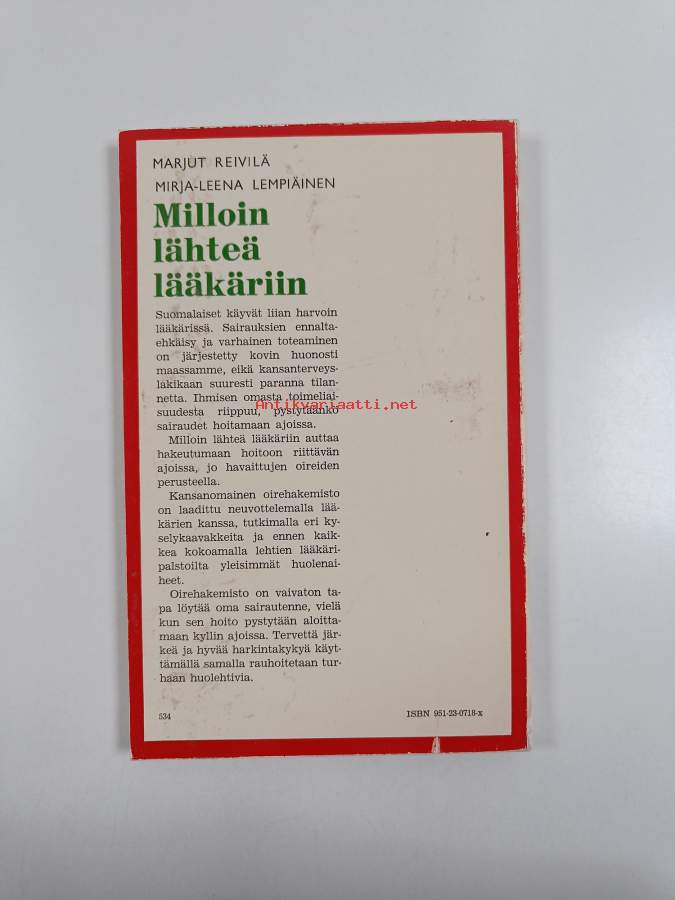 MARJUT REIVILÄ
MIRJA-LEENA LEMPIÄINEN
Milloin
lähteä
lääkäriin
Suomalaiset käyvät liian harvoin
lääkärissä. Sairauksien ennalta-
ehkäisy ja varhainen toteaminen
on järjestetty kovin huonosti
maassamme, eikä kansanterveys-
lakikaan suuresti paranna tilan-
netta. Ihmisen omasta toimeliai-
suudesta riippuu, pystytäänkö
Antikvariaatti.net
sairaudet hoitamaan ajoissa.
Milloin lähteä lääkäriin auttaa
hakeutumaan hoitoon riittävän
ajoissa, jo havaittujen oireiden
perusteella.
Kansanomainen oirehakemisto
on laadittu neuvottelemalla lää-
kärien kanssa, tutkimalla eri ky-
selykaavakkeita ja ennen kaik-
kea kokoamalla lehtien lääkäri-
palstoilta yleisimmät huolenai-
heet.
Oirehakemisto on vaivaton ta-
pa löytää oma sairautenne, vielä
kun sen hoito pystytään aloitta-
maan kyllin ajoissa. Tervettä jär-
keä ja hyvää harkintakykyä käyt-
tämällä samalla rauhoitetaan tur-
haan huolehtivia.
534
ISBN 951-23-0718-x